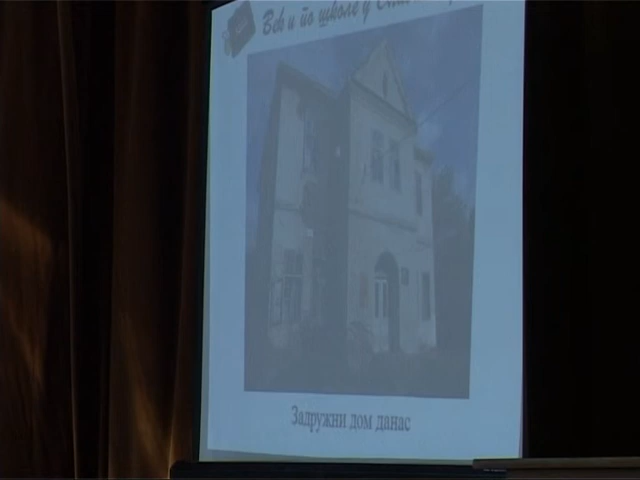 Век и по школе у
Задружни дом данас